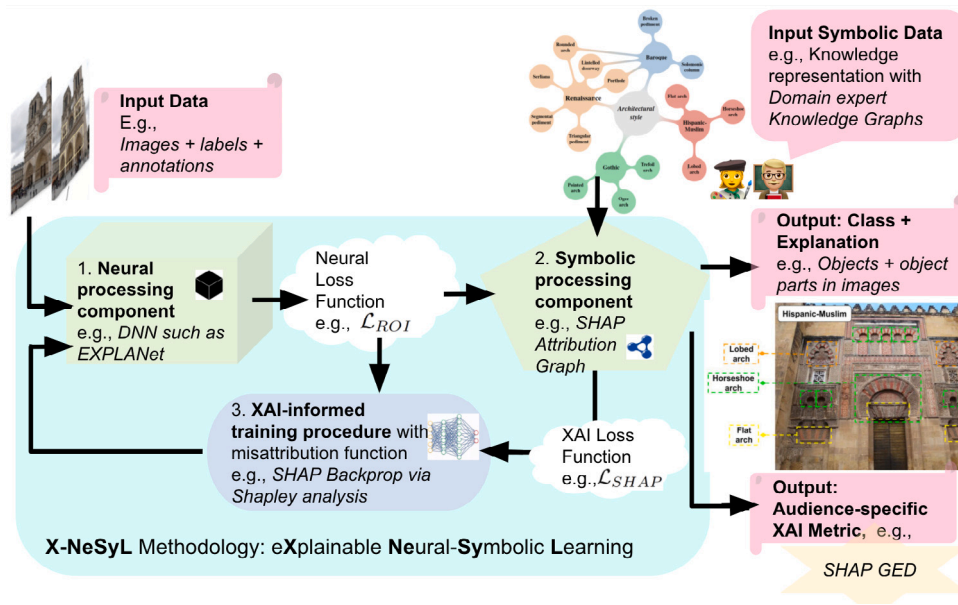 Input Data
E.g.,
Images + labels +
annotations
Broken
pediment
Rounded
arch
Lintelled
doorway
Baroque
Solomonic
column
Serliana
Porthole
Renaissance
Architectural
style
Flat arch
Horseshoe
arch
Segmental
pediment
Hispanic-
Muslim
Triangular
pediment
Gothic
Trefoil
arch
Lobed
arch
Pointed
arch
Ogee
arch
Input Symbolic Data
e.g., Knowledge
representation with
Domain expert
Knowledge Graphs
1. Neural
processing
component
e.g., DNN such as
EXPLANet
Neural
Loss
Function
e.g., ℒ_ROI
2. Symbolic
processing
component
e.g., SHAP
Attribution
Graph
Output: Class +
Explanation
e.g., Objects + object
parts in images
Hispanic-Muslim
Lobed
arch
Horseshoe
arch
Flat
arch
3. XAI-informed
training procedure with
misattribution function
e.g., SHAP Backprop via
Shapley analysis
XAI Loss
Function
e.g.,ℒ_SHAP
Output:
Audience-specific
XAI Metric, e.g.,
SHAP GED
X-NeSyL Methodology: eXplainable Neural-Symbolic Learning